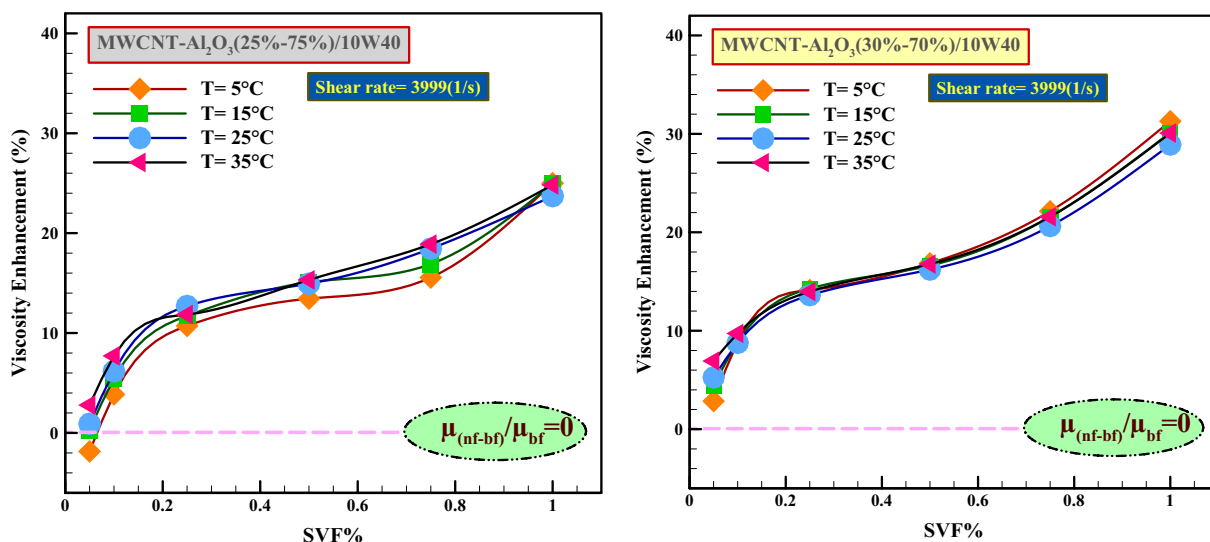 MWCNT-Al₂O₃(25%-75%)/10W40
T= 5°C
T= 15°C
T= 25°C
T= 35°C
Shear rate= 3999(1/s)
μ(nf-bf)/μbf=0
Viscosity Enhancement (%)
40
30
20
10
0
0
0.2
0.4
0.6
0.8
1
SVF%
MWCNT-Al₂O₃(30%-70%)/10W40
T= 5°C
T= 15°C
T= 25°C
T= 35°C
Shear rate= 3999(1/s)
μ(nf-bf)/μbf=0
Viscosity Enhancement (%)
40
30
20
10
0
0
0.2
0.4
0.6
0.8
1
SVF%